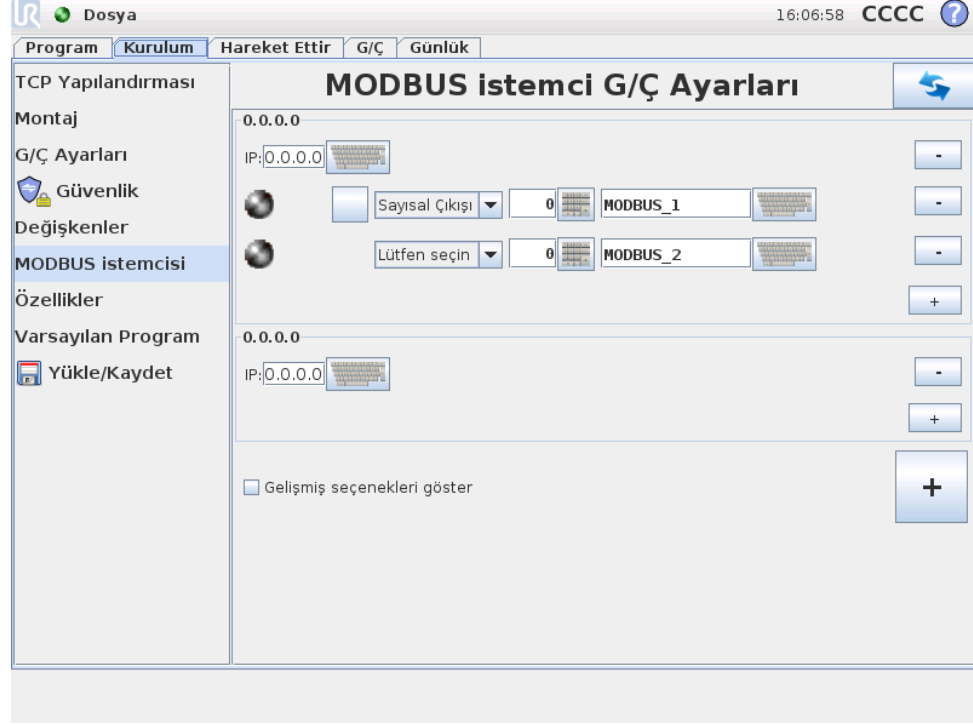 UR Dosya 16:06:58 CCCC ?
Program Kurulum Hareket Ettir G/Ç Günlük
TCP Yapılandırması
Montaj
G/Ç Ayarları
Güvenlik
Değişkenler
MODBUS istemcisi
Özellikler
Varsayılan Program
Yükle/Kaydet
MODBUS istemci G/Ç Ayarları
0.0.0.0
IP: 0.0.0.0 -
Sayısal Çıkışı 0 MODBUS_1 -
Lütfen seçin 0 MODBUS_2 -
+
0.0.0.0
IP: 0.0.0.0 -
+
Gelişmiş seçenekleri göster +